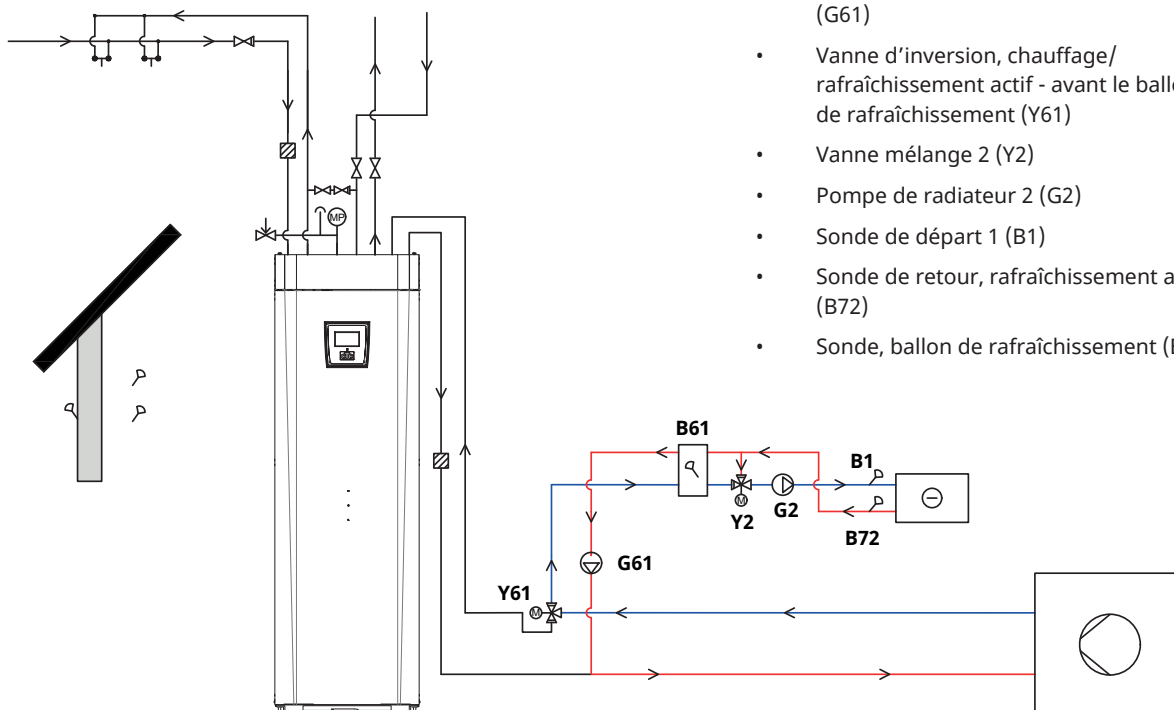 (G61)
• Vanne d’inversion, chauffage/
rafraîchissement actif - avant le
de rafraîchissement (Y61)
• Vanne mélange 2 (Y2)
• Pompe de radiateur 2 (G2)
• Sonde de départ 1 (B1)
• Sonde de retour, rafraîchissement
(B72)
• Sonde, ballon de rafraîchissement
MP
B61
B1
Y2
G2
B72
G61
Y61
M
M